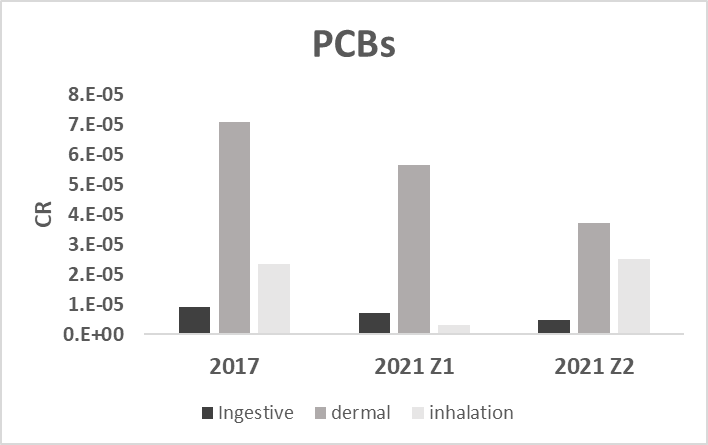 PCBs
8.E-05
7.E-05
6.E-05
5.E-05
4.E-05
3.E-05
2.E-05
1.E-05
0.E+00
CR
2017 2021 Z1 2021 Z2
Ingestive dermal inhalation